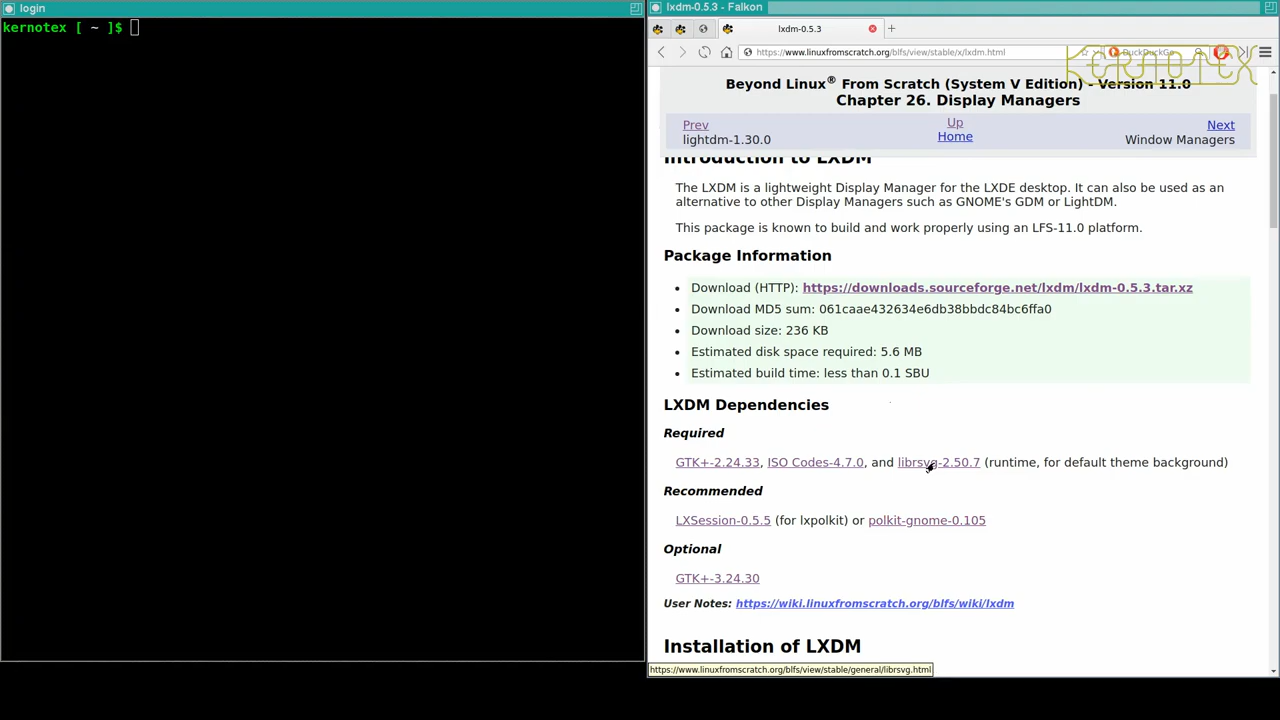 login
kernotex [ ~ ]$
lxdm-0.5.3 - Falkon
lxdm-0.5.3
https://www.linuxfromscratch.org/blfs/view/stable/x/lxdm.html
DuckDuckGo
KERNOTEX
Beyond Linux® From Scratch (System V Edition) - Version 11.0
Chapter 26. Display Managers
Prev
Up
Next
lightdm-1.30.0
Home
Window Managers
Introduction to LXDM
The LXDM is a lightweight Display Manager for the LXDE desktop. It can also be used as an
alternative to other Display Managers such as GNOME's GDM or LightDM.
This package is known to build and work properly using an LFS-11.0 platform.
Package Information
• Download (HTTP): https://downloads.sourceforge.net/lxdm/lxdm-0.5.3.tar.xz
• Download MD5 sum: 061caae432634e6db38bbdc84bc6ffa0
• Download size: 236 KB
• Estimated disk space required: 5.6 MB
• Estimated build time: less than 0.1 SBU
LXDM Dependencies
Required
GTK+-2.24.33, ISO Codes-4.7.0, and librsvg-2.50.7 (runtime, for default theme background)
Recommended
LXSession-0.5.5 (for lxpolkit) or polkit-gnome-0.105
Optional
GTK+-3.24.30
User Notes: https://wiki.linuxfromscratch.org/blfs/wiki/lxdm
Installation of LXDM
https://www.linuxfromscratch.org/blfs/view/stable/general/librsvg.html